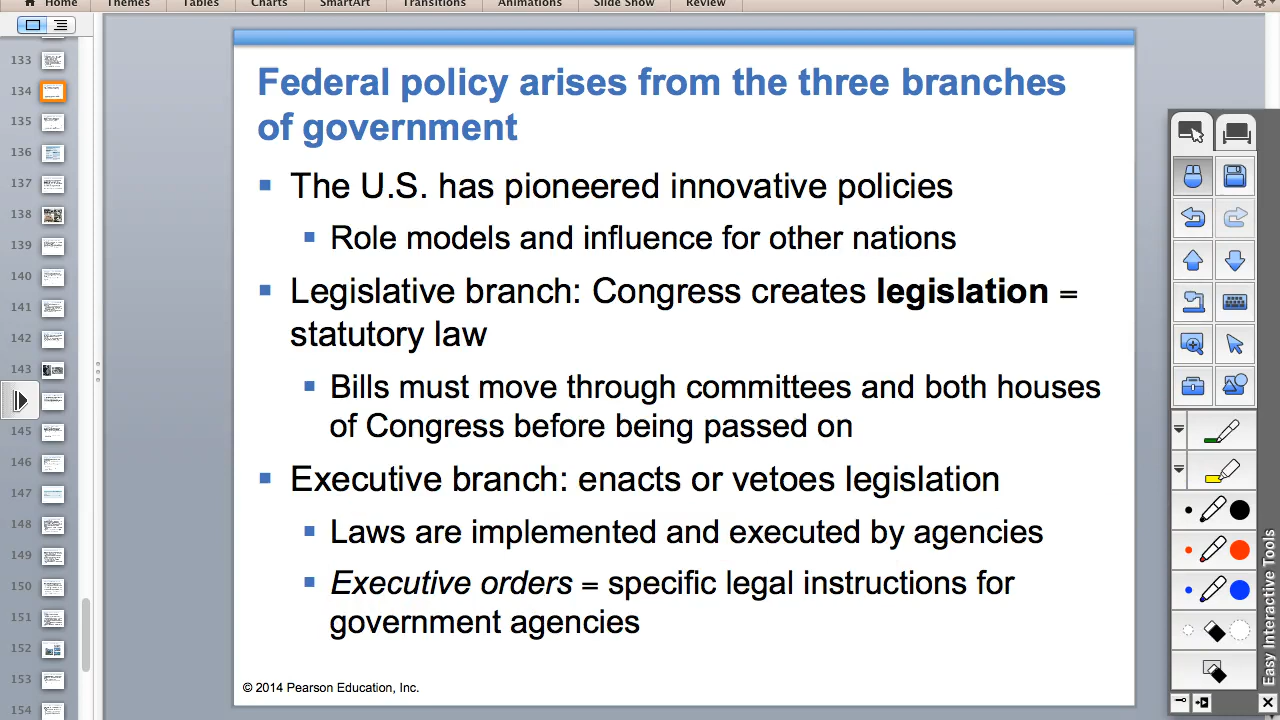 Home Themes Tables Charts SmartArt Transitions Animations Slide Show Review
133
134
135
136
137
138
139
140
141
142
143
145
146
147
148
149
150
151
152
153
154
Federal policy arises from the three branches
of government
The U.S. has pioneered innovative policies
Role models and influence for other nations
Legislative branch: Congress creates legislation =
statutory law
Bills must move through committees and both houses
of Congress before being passed on
Executive branch: enacts or vetoes legislation
Laws are implemented and executed by agencies
Executive orders = specific legal instructions for
government agencies
© 2014 Pearson Education, Inc.
Easy Interactive Tools